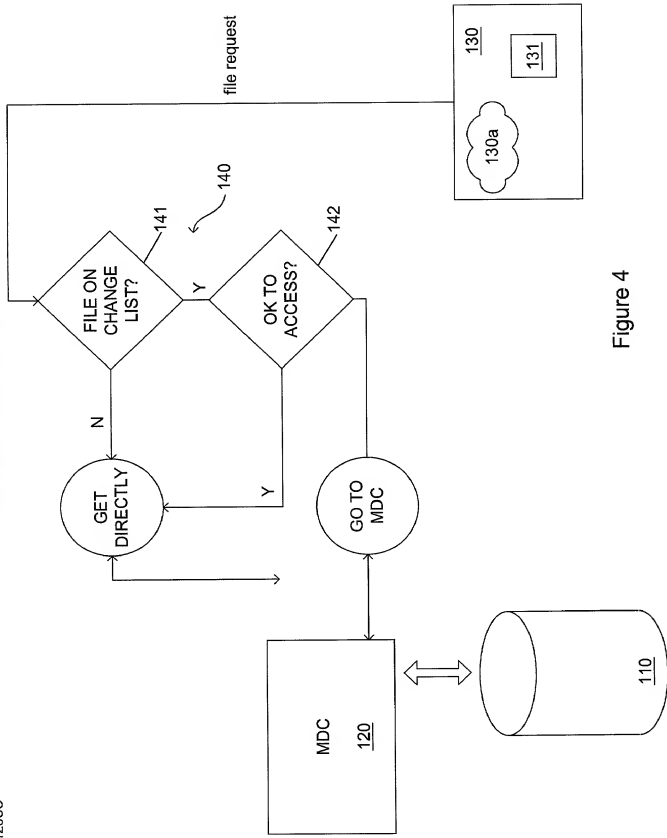 MDC
120
110
GO TO
MDC
GET
DIRECTLY
Y
N
OK TO
ACCESS?
142
Y
FILE ON
CHANGE
LIST?
141
140
file request
130
130a
131
Figure 4